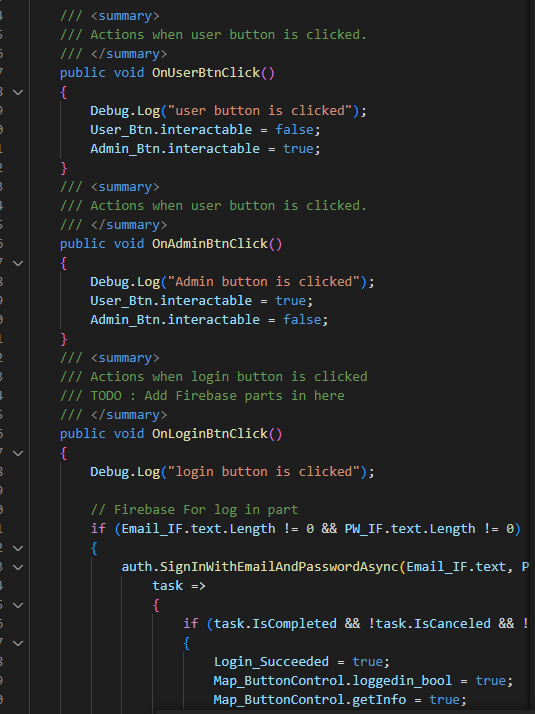 /// <summary>
/// Actions when user button is clicked.
/// </summary>
public void OnUserBtnClick()
{
Debug.Log("user button is clicked");
User_Btn.interactable = false;
Admin_Btn.interactable = true;
}
/// <summary>
/// Actions when user button is clicked.
/// </summary>
public void OnAdminBtnClick()
{
Debug.Log("Admin button is clicked");
User_Btn.interactable = true;
Admin_Btn.interactable = false;
}
/// <summary>
/// Actions when login button is clicked
/// TODO : Add Firebase parts in here
/// </summary>
public void OnLoginBtnClick()
{
Debug.Log("login button is clicked");
// Firebase For log in part
if (Email_IF.text.Length != 0 && PW_IF.text.Length != 0)
{
auth.SignInWithEmailAndPasswordAsync(Email_IF.text, P
task =>
{
if (task.IsCompleted && !task.IsCanceled && !
{
Login_Succeeded = true;
Map_ButtonControl.loggedin_bool = true;
Map_ButtonControl.getInfo = true;